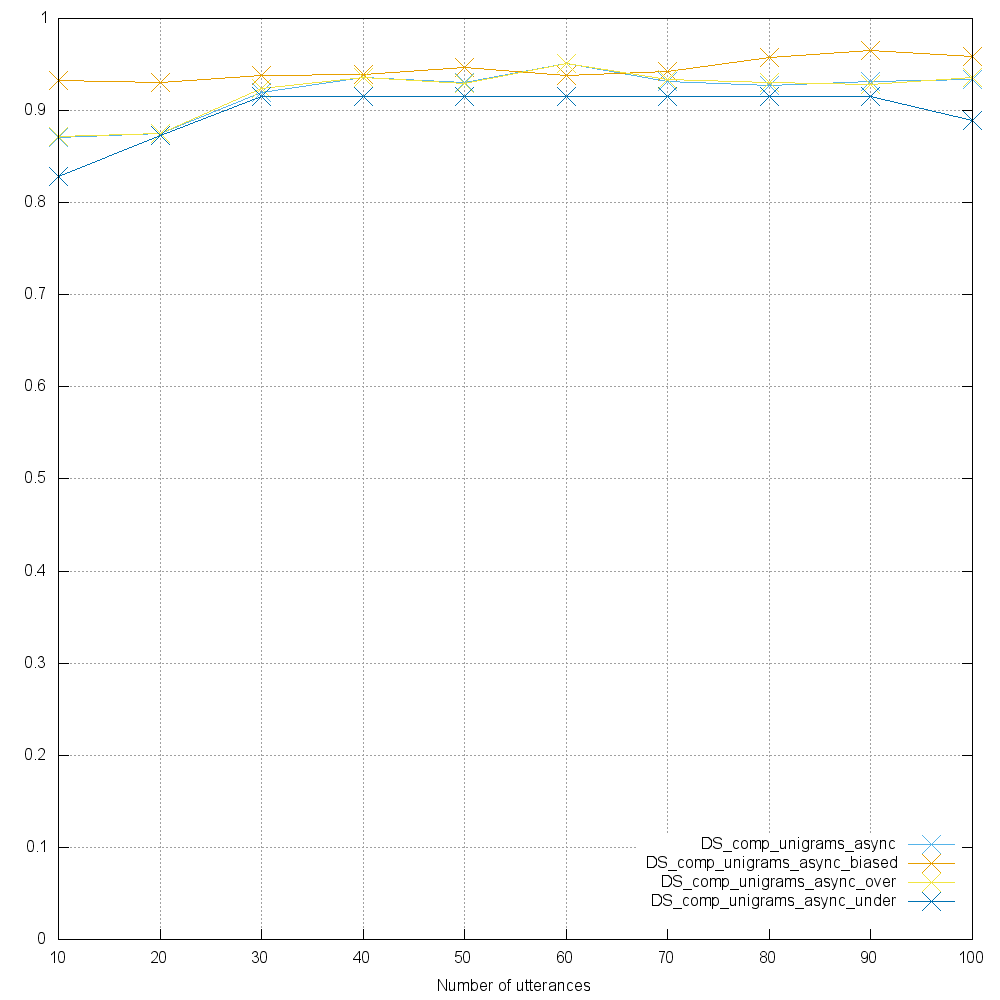 1
0.9
0.8
0.7
0.6
0.5
0.4
0.3
0.2
0.1
0
DS_comp_unigrams_async
DS_comp_unigrams_async_biased
DS_comp_unigrams_async_over
DS_comp_unigrams_async_under
10 20 30 40 50 60 70 80 90 100
Number of utterances